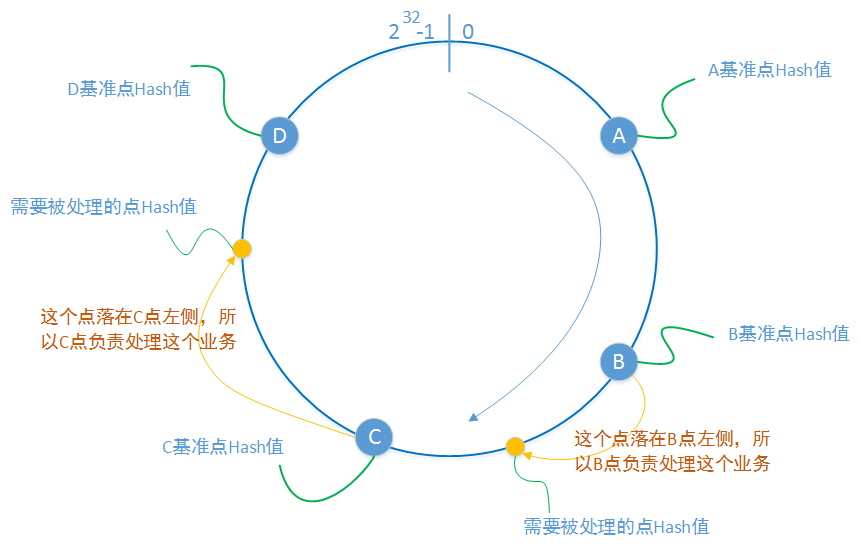 2
32
-1
0
A基准点Hash值
D基准点Hash值
D
A
需要被处理的点Hash值
这个点落在C点左侧，所
以C点负责处理这个业务
B基准点Hash值
B
C
C基准点Hash值
这个点落在B点左侧，所
以B点负责处理这个业务
需要被处理的点Hash值